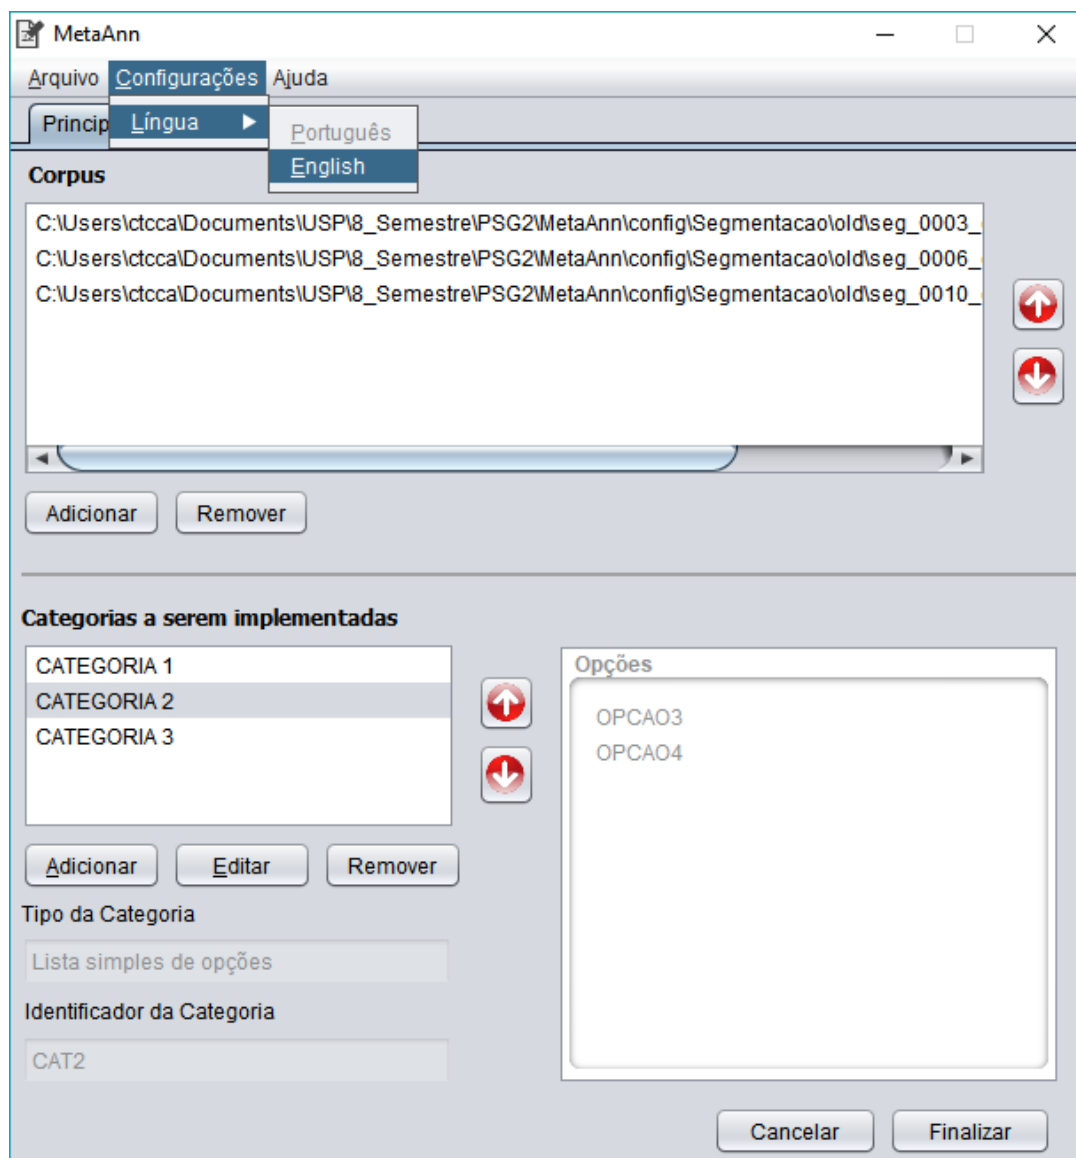 MetaAnn
Arquivo Configurações Ajuda
Princip
Língua
Português
English
Corpus
C:\Users\ctcca\Documents\USP\8_Semestre\PSG2\MetaAnn\config\Segmentacao\old\seg_0003_
C:\Users\ctcca\Documents\USP\8_Semestre\PSG2\MetaAnn\config\Segmentacao\old\seg_0006_
C:\Users\ctcca\Documents\USP\8_Semestre\PSG2\MetaAnn\config\Segmentacao\old\seg_0010_
Adicionar Remover
Categorias a serem implementadas
CATEGORIA 1
CATEGORIA 2
CATEGORIA 3
Opções
OPCAO3
OPCAO4
Adicionar Editar Remover
Tipo da Categoria
Lista simples de opções
Identificador da Categoria
CAT2
Cancelar Finalizar